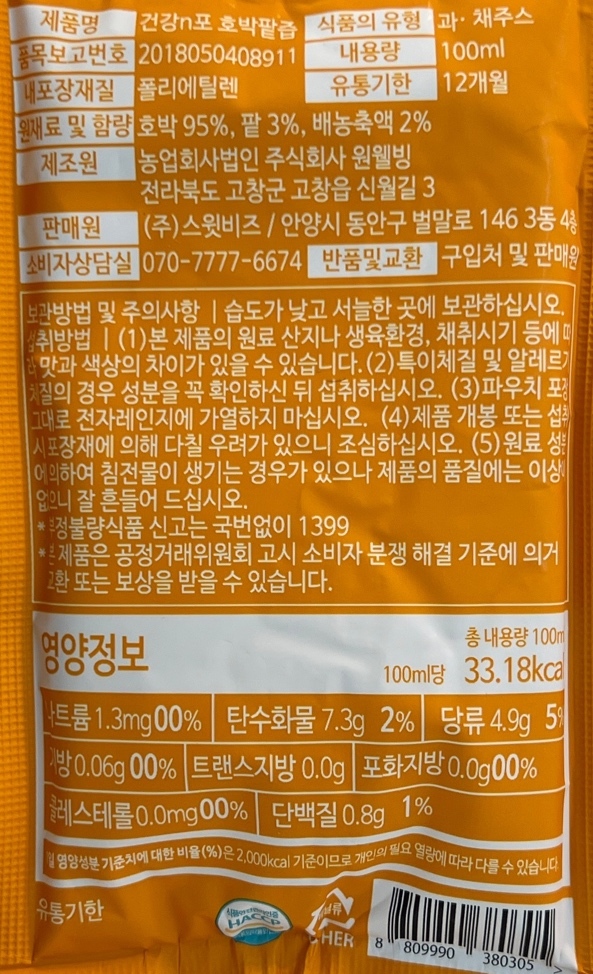 제품명 건강n포 호박팥즙 식품의 유형 과·채주스
품목보고번호 2018050408911 내용량 100ml
내포장재질 폴리에틸렌 유통기한 12개월
원재료 및 함량 호박 95%, 팥 3%, 배농축액 2%
제조원 농업회사법인 주식회사 원웰빙
전라북도 고창군 고창읍 신월길 3
판매원 (주)스윗비즈 / 안양시 동안구 벌말로 146 3동 4층
소비자상담실 070-7777-6674 반품및교환 구입처 및 판매원
보관방법 및 주의사항 | 습도가 낮고 서늘한 곳에 보관하십시오.
섭취방법 | (1)본 제품의 원료 산지나 생육환경, 채취시기 등에 따
라 맛과 색상의 차이가 있을 수 있습니다. (2)특이체질 및 알레르기
체질의 경우 성분을 꼭 확인하신 뒤 섭취하십시오. (3)파우치 포장
그대로 전자레인지에 가열하지 마십시오. (4)제품 개봉 또는 섭취
시 포장재에 의해 다칠 우려가 있으니 조심하십시오. (5)원료 성분
에 의하여 침전물이 생기는 경우가 있으나 제품의 품질에는 이상이
없으니 잘 흔들어 드십시오.
* 부정불량식품 신고는 국번없이 1399
* 본 제품은 공정거래위원회 고시 소비자 분쟁 해결 기준에 의거
교환 또는 보상을 받을 수 있습니다.
영양정보 총 내용량 100m
100ml당 33.18kca
나트륨 1.3mg 00% 탄수화물 7.3g 2% 당류 4.9g 5%
지방 0.06g 00% 트랜스지방 0.0g 포화지방 0.0g 00%
콜레스테롤 0.0mg 00% 단백질 0.8g 1%
1일 영양성분 기준치에 대한 비율(%)은 2,000kcal 기준이므로 개인의 필요 열량에 따라 다를 수 있습니다.
유통기한
HACCP
OTHER
8 809990 380305